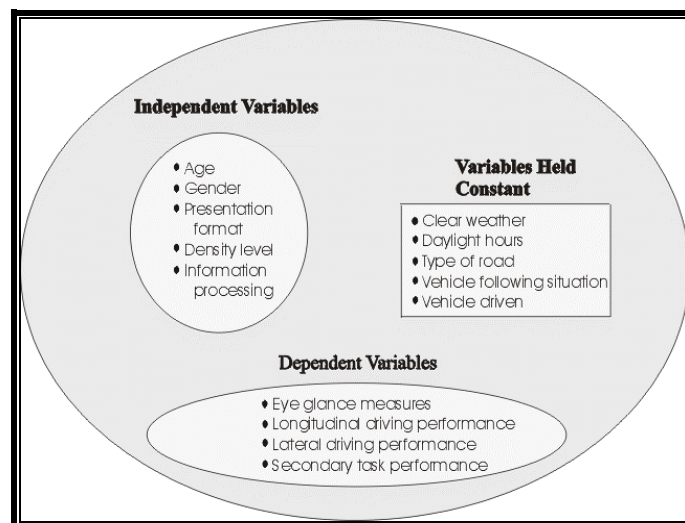 Independent Variables
• Age
• Gender
• Presentation
format
• Density level
• Information
processing
Variables Held
Constant
• Clear weather
• Daylight hours
• Type of road
• Vehicle following situation
• Vehicle driven
Dependent Variables
• Eye glance measures
• Longitudinal driving performance
• Lateral driving performance
• Secondary task performance